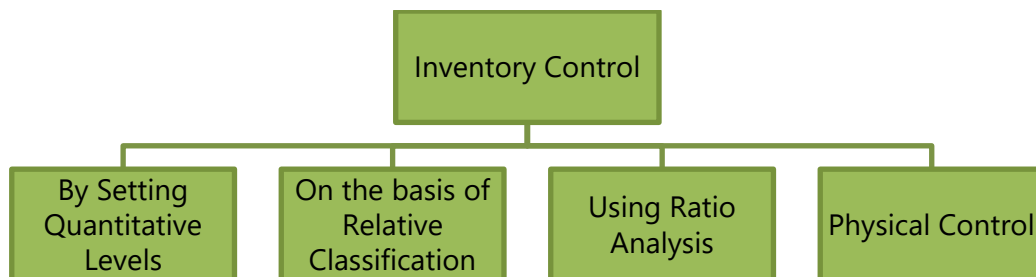 Inventory Control
By Setting
Quantitative
Levels
On the basis of
Relative
Classification
Using Ratio
Analysis
Physical Control